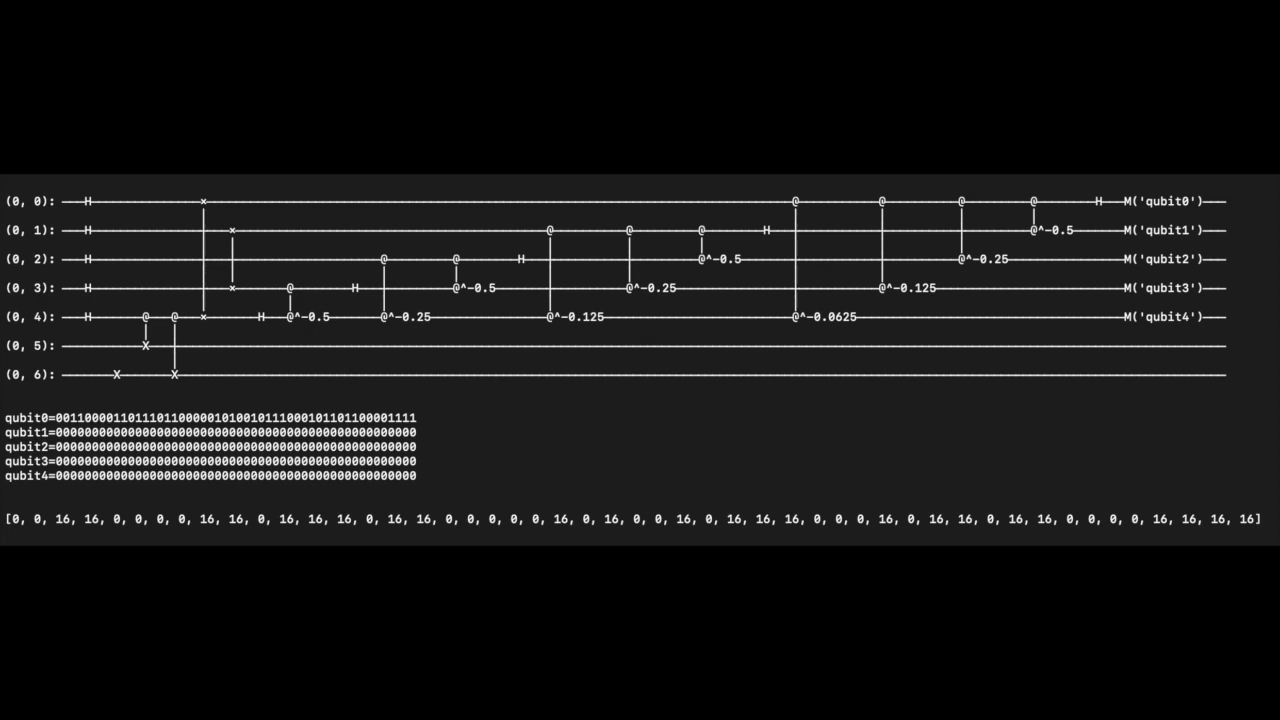 (0, 0): ───H───×───@───@───@───@───H───M('qubit0')───
(0, 1): ───H───×───@───@───@───H───@^-0.5───M('qubit1')───
(0, 2): ───H───@───@───H───@^-0.5───@^-0.25───M('qubit2')───
(0, 3): ───H───×───@───H───@^-0.5───@^-0.25───@^-0.125───M('qubit3')───
(0, 4): ───H───@───@───×───H───@^-0.5───@^-0.25───@^-0.125───@^-0.0625───M('qubit4')───
(0, 5): ───X───
(0, 6): ───X───X───
qubit0=00110000110111011000001010010111000101101100001111
qubit1=00000000000000000000000000000000000000000000000000
qubit2=00000000000000000000000000000000000000000000000000
qubit3=00000000000000000000000000000000000000000000000000
qubit4=00000000000000000000000000000000000000000000000000
[0, 0, 16, 16, 0, 0, 0, 0, 16, 16, 0, 16, 16, 16, 0, 16, 16, 0, 0, 0, 0, 0, 16, 0, 16, 0, 0, 16, 0, 16, 16, 16, 0, 0, 0, 16, 0, 16, 16, 0, 16, 16, 0, 0, 0, 0, 16, 16, 16, 16]